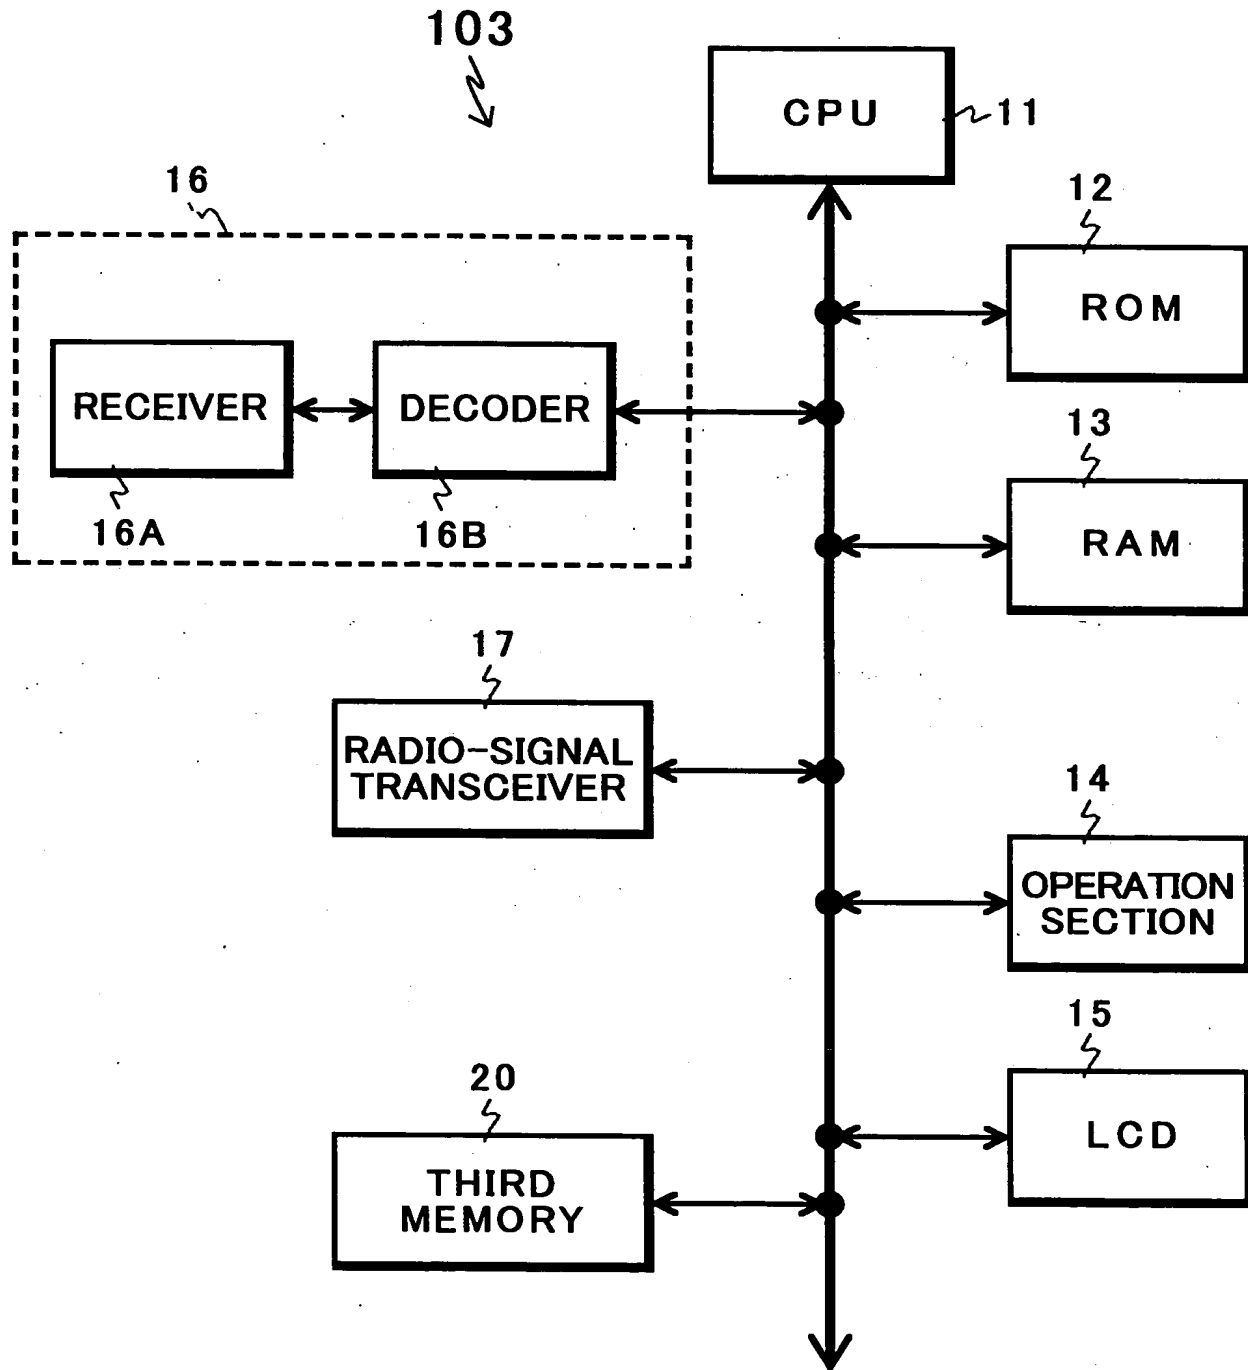 103
CPU
11
16
12
ROM
RECEIVER
DECODER
16A
16B
13
RAM
17
RADIO-SIGNAL
TRANSCEIVER
14
OPERATION
SECTION
15
LCD
20
THIRD
MEMORY